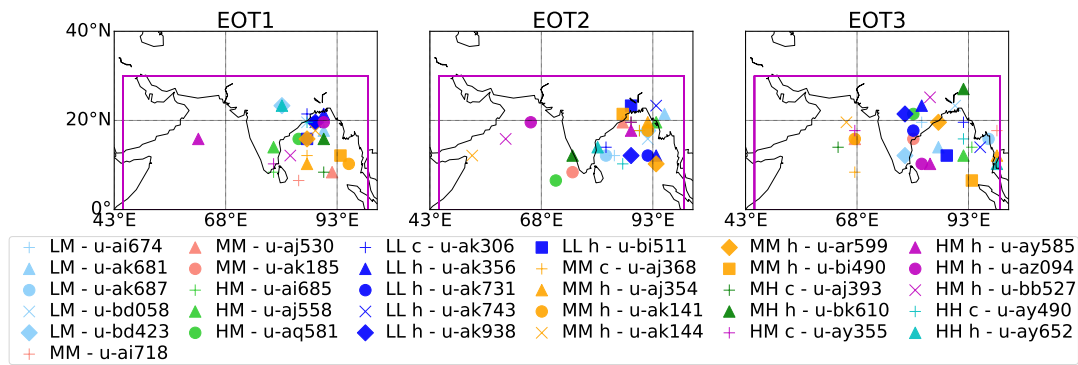 EOT1 EOT2 EOT3
40°N
20°N
0°
43°E 68°E 93°E 43°E 68°E 93°E 43°E 68°E 93°E
LM - u-ai674 MM - u-aj530 LL c - u-ak306 LL h - u-bi511 MM h - u-ar599 HM h - u-ay585
LM - u-ak681 MM - u-ak185 LL h - u-ak356 MM c - u-aj368 MM h - u-bi490 HM h - u-az094
LM - u-ak687 HM - u-ai685 LL h - u-ak731 MM h - u-aj354 MH c - u-aj393 HM h - u-bb527
LM - u-bd058 HM - u-aj558 LL h - u-ak743 MM h - u-ak141 MH h - u-bk610 HH c - u-ay490
LM - u-bd423 HM - u-aq581 LL h - u-ak938 MM h - u-ak144 HM c - u-ay355 HH h - u-ay652
MM - u-ai718